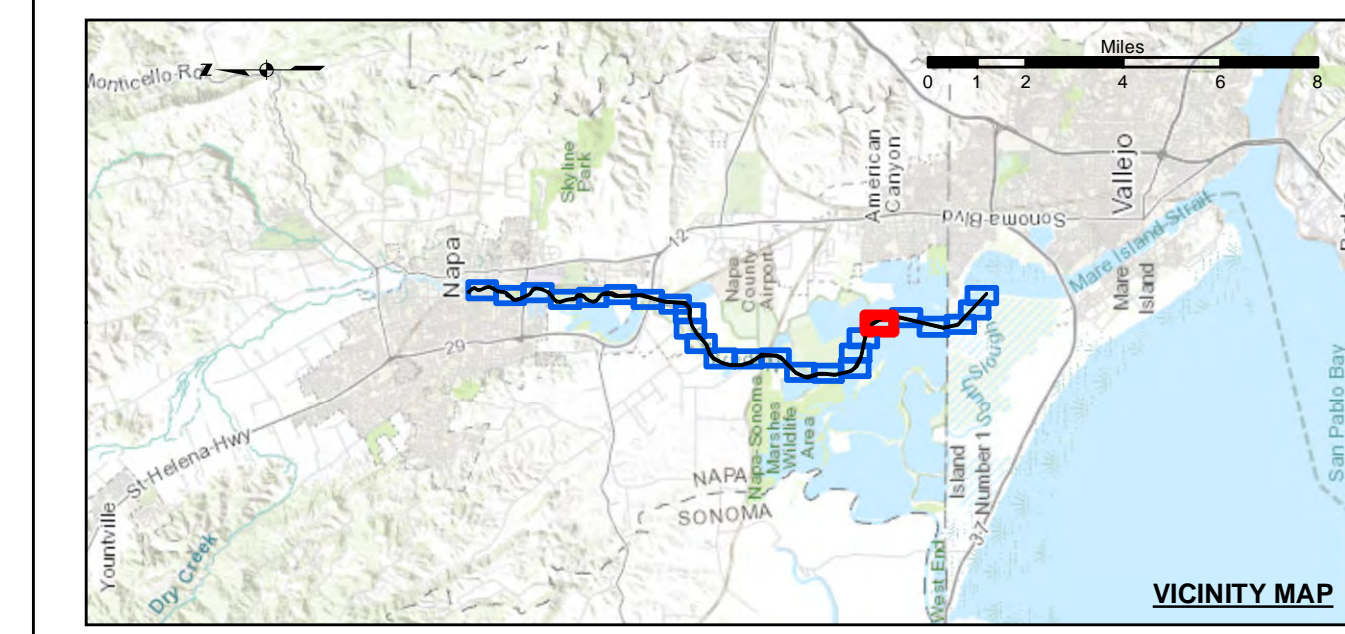 Monticello-Rd
Z
Miles
0 1 2 4 6 8
Skyline
Park
American
Canyon
Vallejo
Sonoma-Blvd
Mare Island Strait
Mare
Island
Napa
12
Napa
County
Airport
29
South Slough
San Pablo Bay
St-Helena-Hwy
Napa-Sonoma
Marshes
Wildlife
Area
NAPA
SONOMA
Island
Number 1
37
Yountville
Dry Creek
West End
VICINITY MAP